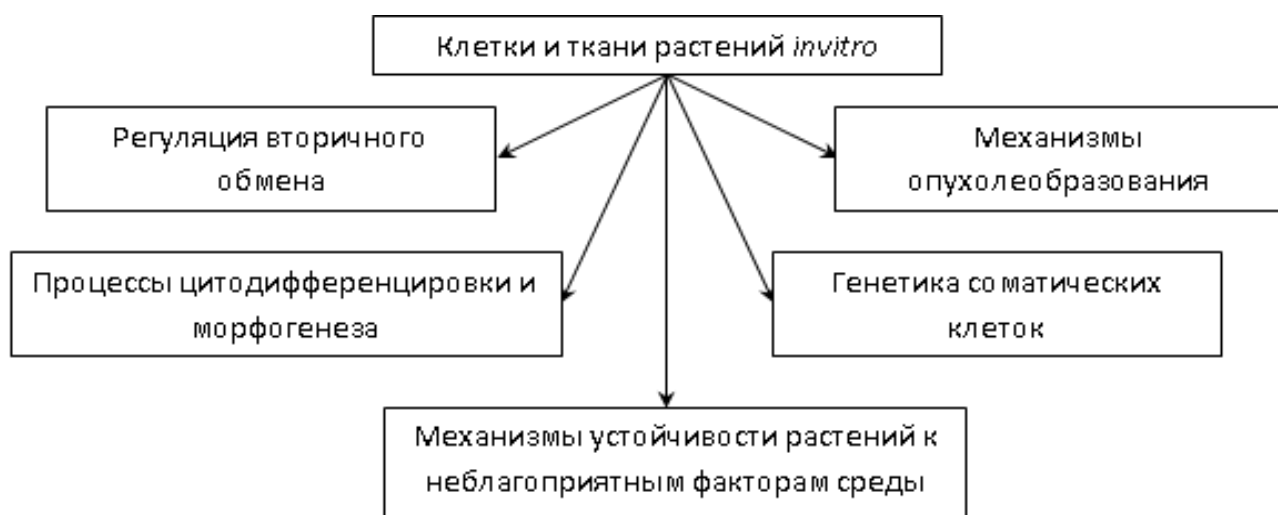 Клетки и ткани растений invitro
Регуляция вторичного
обмена
Механизмы
опухолеобразования
Процессы цитодифференцировки и
морфогенеза
Генетика соматических
клеток
Механизмы устойчивости растений к
неблагоприятным факторам среды